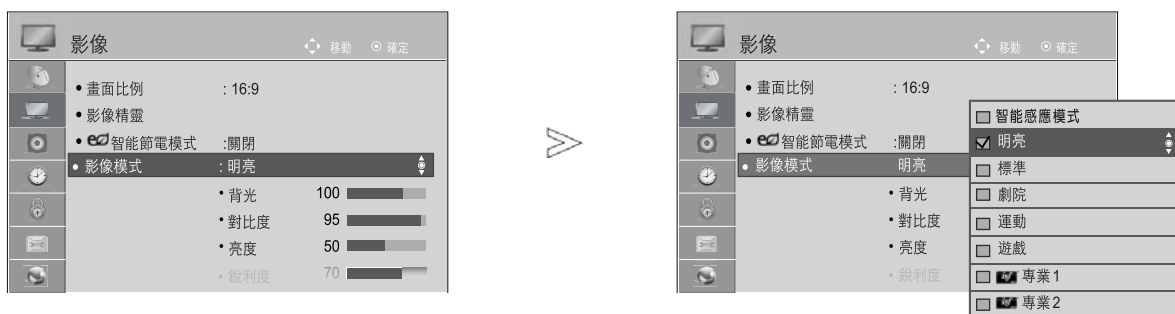 影像 移動 確定
• 畫面比例 : 16:9
• 影像精靈
• eco 智能節電模式 :關閉
• 影像模式 : 明亮
• 背光 100
• 對比度 95
• 亮度 50
• 銳利度 70
>
影像 移動 確定
• 畫面比例 : 16:9
• 影像精靈
• eco 智能節電模式 :關閉
• 影像模式 明亮
• 背光
• 對比度
• 亮度
• 銳利度
智能感應模式
明亮
標準
劇院
運動
遊戲
專業1
專業2